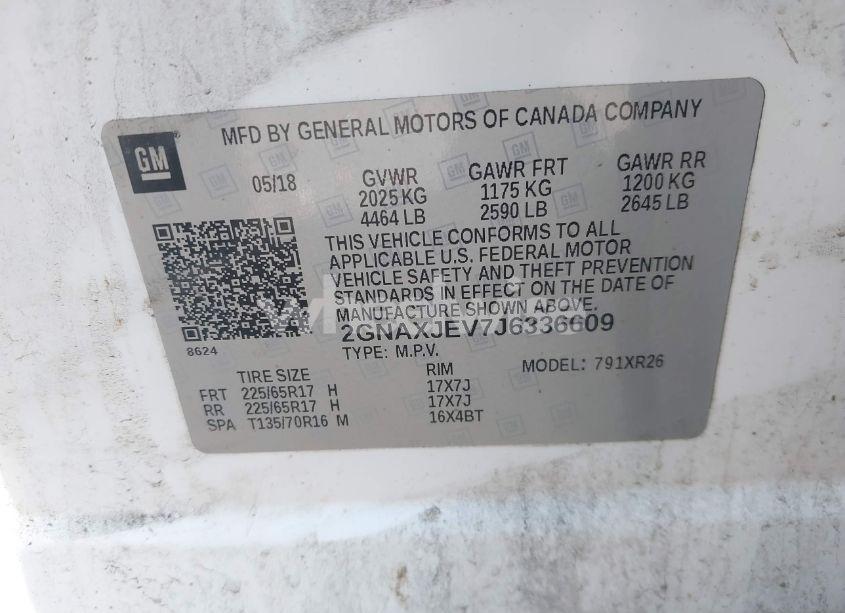 GM
MFD BY GENERAL MOTORS OF CANADA COMPANY
05/18 GVWR GAWR FRT GAWR RR
2025 KG 1175 KG 1200 KG
4464 LB 2590 LB 2645 LB
THIS VEHICLE CONFORMS TO ALL
APPLICABLE U.S. FEDERAL MOTOR
VEHICLE SAFETY AND THEFT PREVENTION
STANDARDS IN EFFECT ON THE DATE OF
MANUFACTURE SHOWN ABOVE.
2GNAXJEV7J6336609
8624
TYPE: M.P.V. MODEL: 791XR26
TIRE SIZE RIM
FRT 225/65R17 H 17X7J
RR 225/65R17 H 17X7J
SPA T135/70R16 M 16X4BT